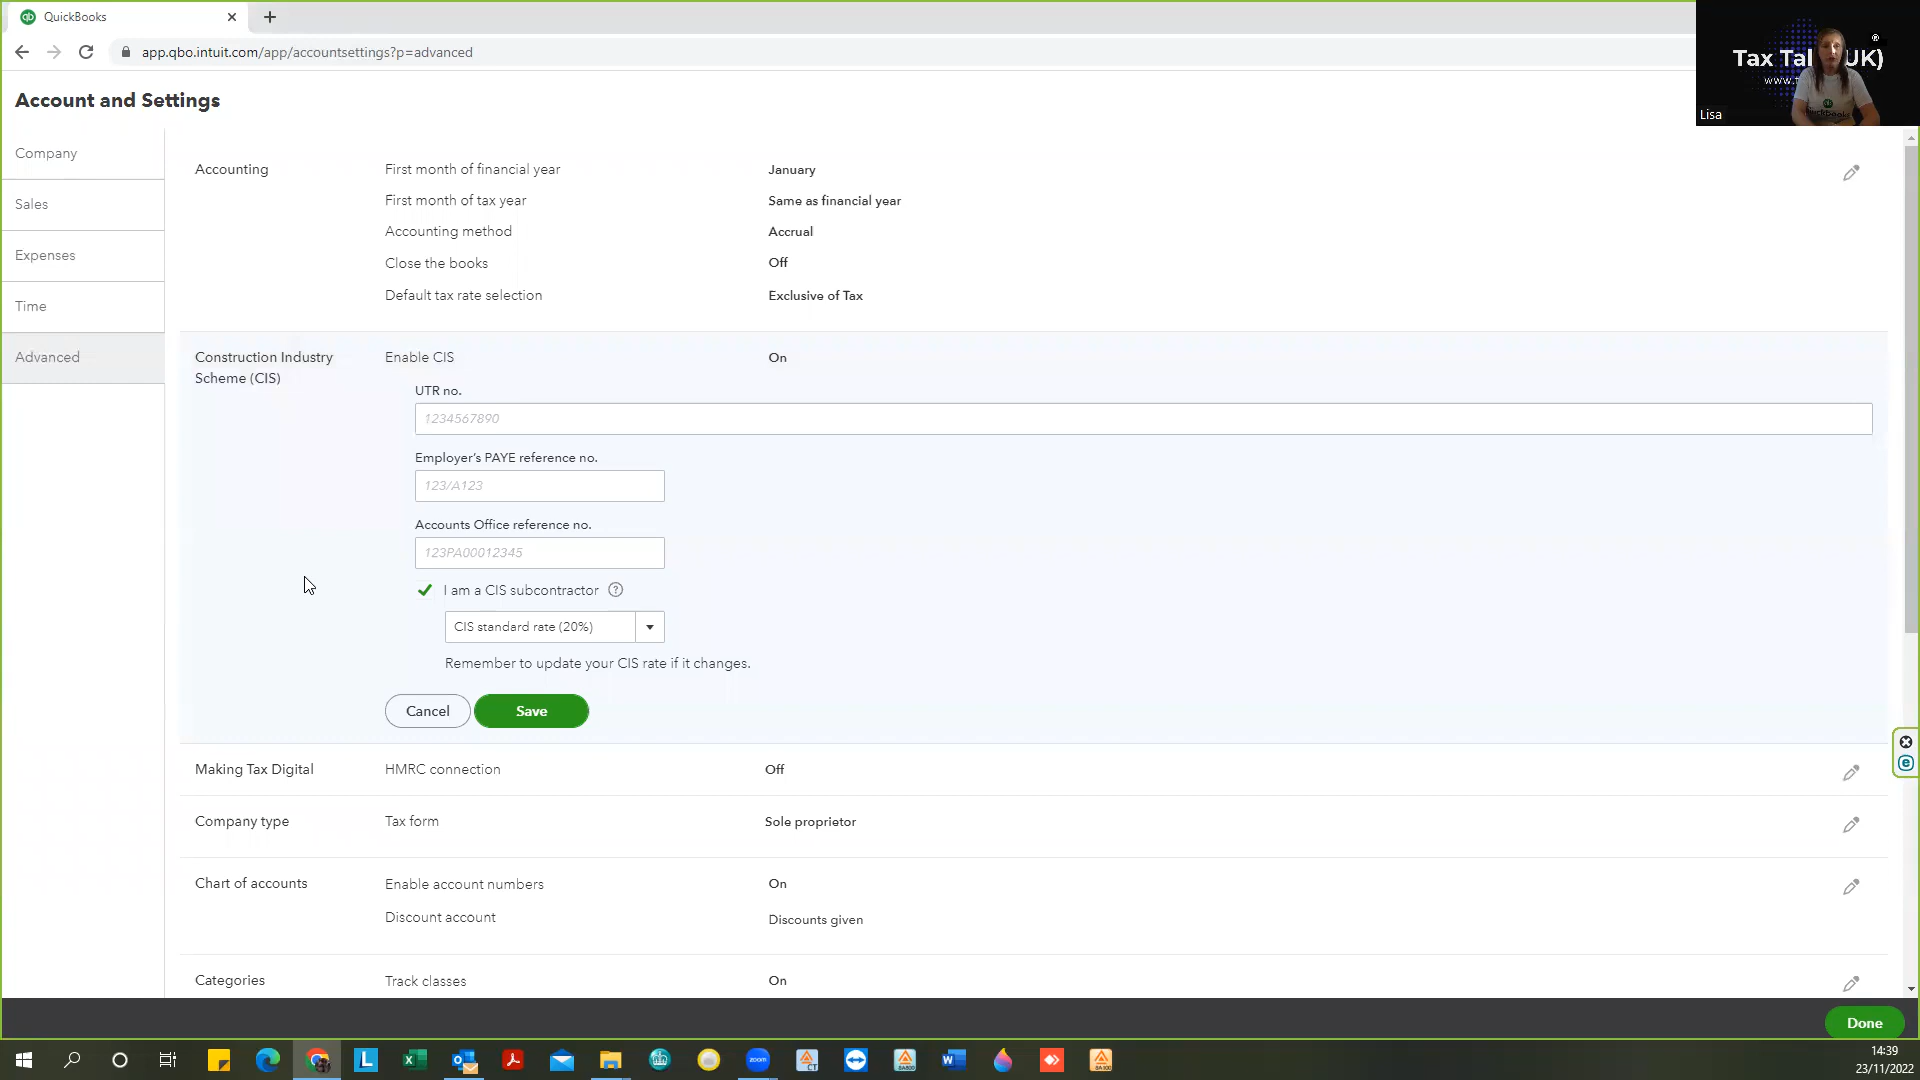 QuickBooks
app.qbo.intuit.com/app/accountsettings?p=advanced
Tax Tal UK)
®
www.
Lisa
Account and Settings
Company
Sales
Expenses
Time
Advanced
Accounting
First month of financial year January
First month of tax year Same as financial year
Accounting method Accrual
Close the books Off
Default tax rate selection Exclusive of Tax
Construction Industry
Scheme (CIS)
Enable CIS On
UTR no.
1234567890
Employer's PAYE reference no.
123/A123
Accounts Office reference no.
123PA00012345
I am a CIS subcontractor ?
CIS standard rate (20%)
Remember to update your CIS rate if it changes.
Cancel Save
Making Tax Digital HMRC connection Off
Company type Tax form Sole proprietor
Chart of accounts Enable account numbers On
Discount account Discounts given
Categories Track classes On
Done
14:39
23/11/2022